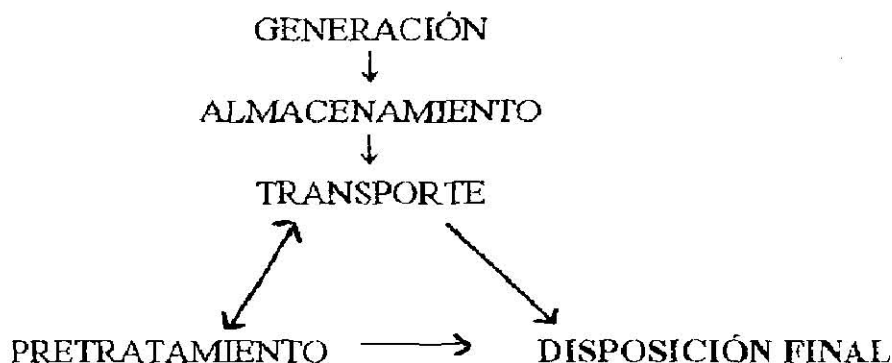 GENERACIÓN
ALMACENAMIENTO
TRANSPORTE
PRETRATAMIENTO DISPOSICIÓN FINAL